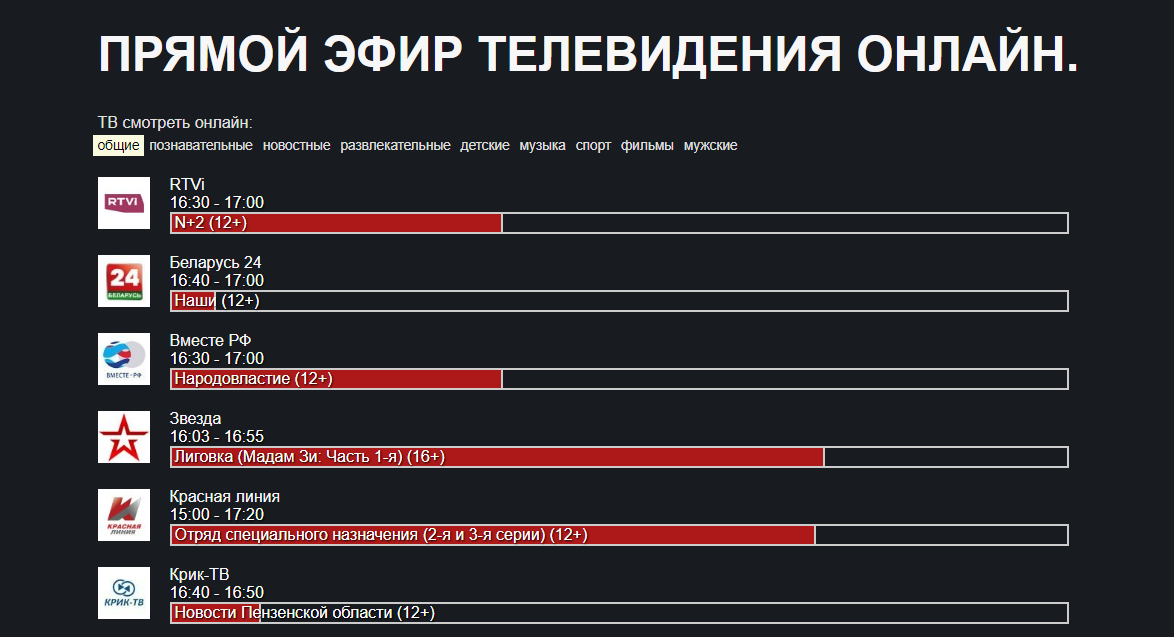 ПРЯМОЙ ЭФИР ТЕЛЕВИДЕНИЯ ОНЛАЙН.
ТВ смотреть онлайн:
общие познавательные новостные развлекательные детские музыка спорт фильмы мужские
RTVi
RTVi
16:30 - 17:00
N+2 (12+)
24
БЕЛАРУСЬ
Беларусь 24
16:40 - 17:00
Наши (12+)
ВМЕСТЕ-РФ
Вместе РФ
16:30 - 17:00
Народовластие (12+)
Звезда
16:03 - 16:55
Лиговка (Мадам Зи: Часть 1-я) (16+)
КРАСНАЯ
ЛИНИЯ
Красная линия
15:00 - 17:20
Отряд специального назначения (2-я и 3-я серии) (12+)
КРИК-ТВ
Крик-ТВ
16:40 - 16:50
Новости Пензенской области (12+)